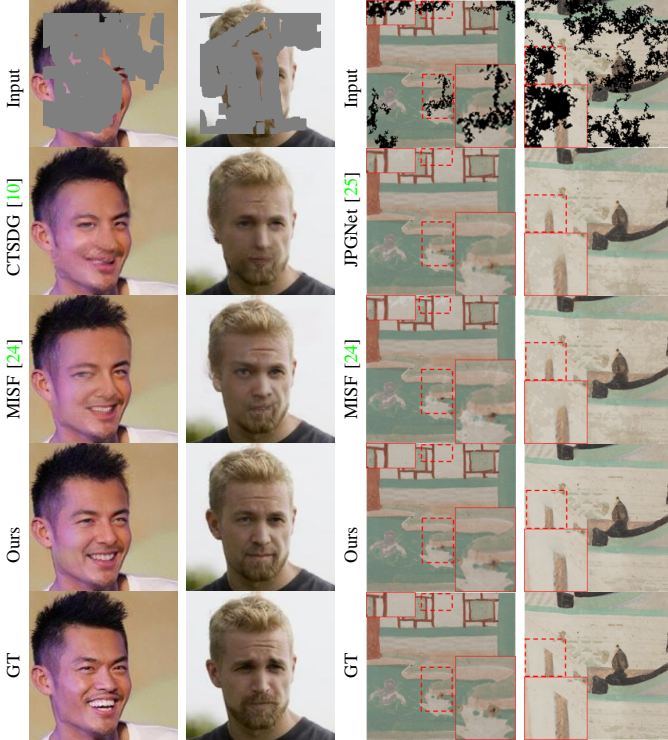 Input
CTSDG [10]
MISF [24]
Ours
GT
Input
JPGNet [25]
MISF [24]
Ours
GT